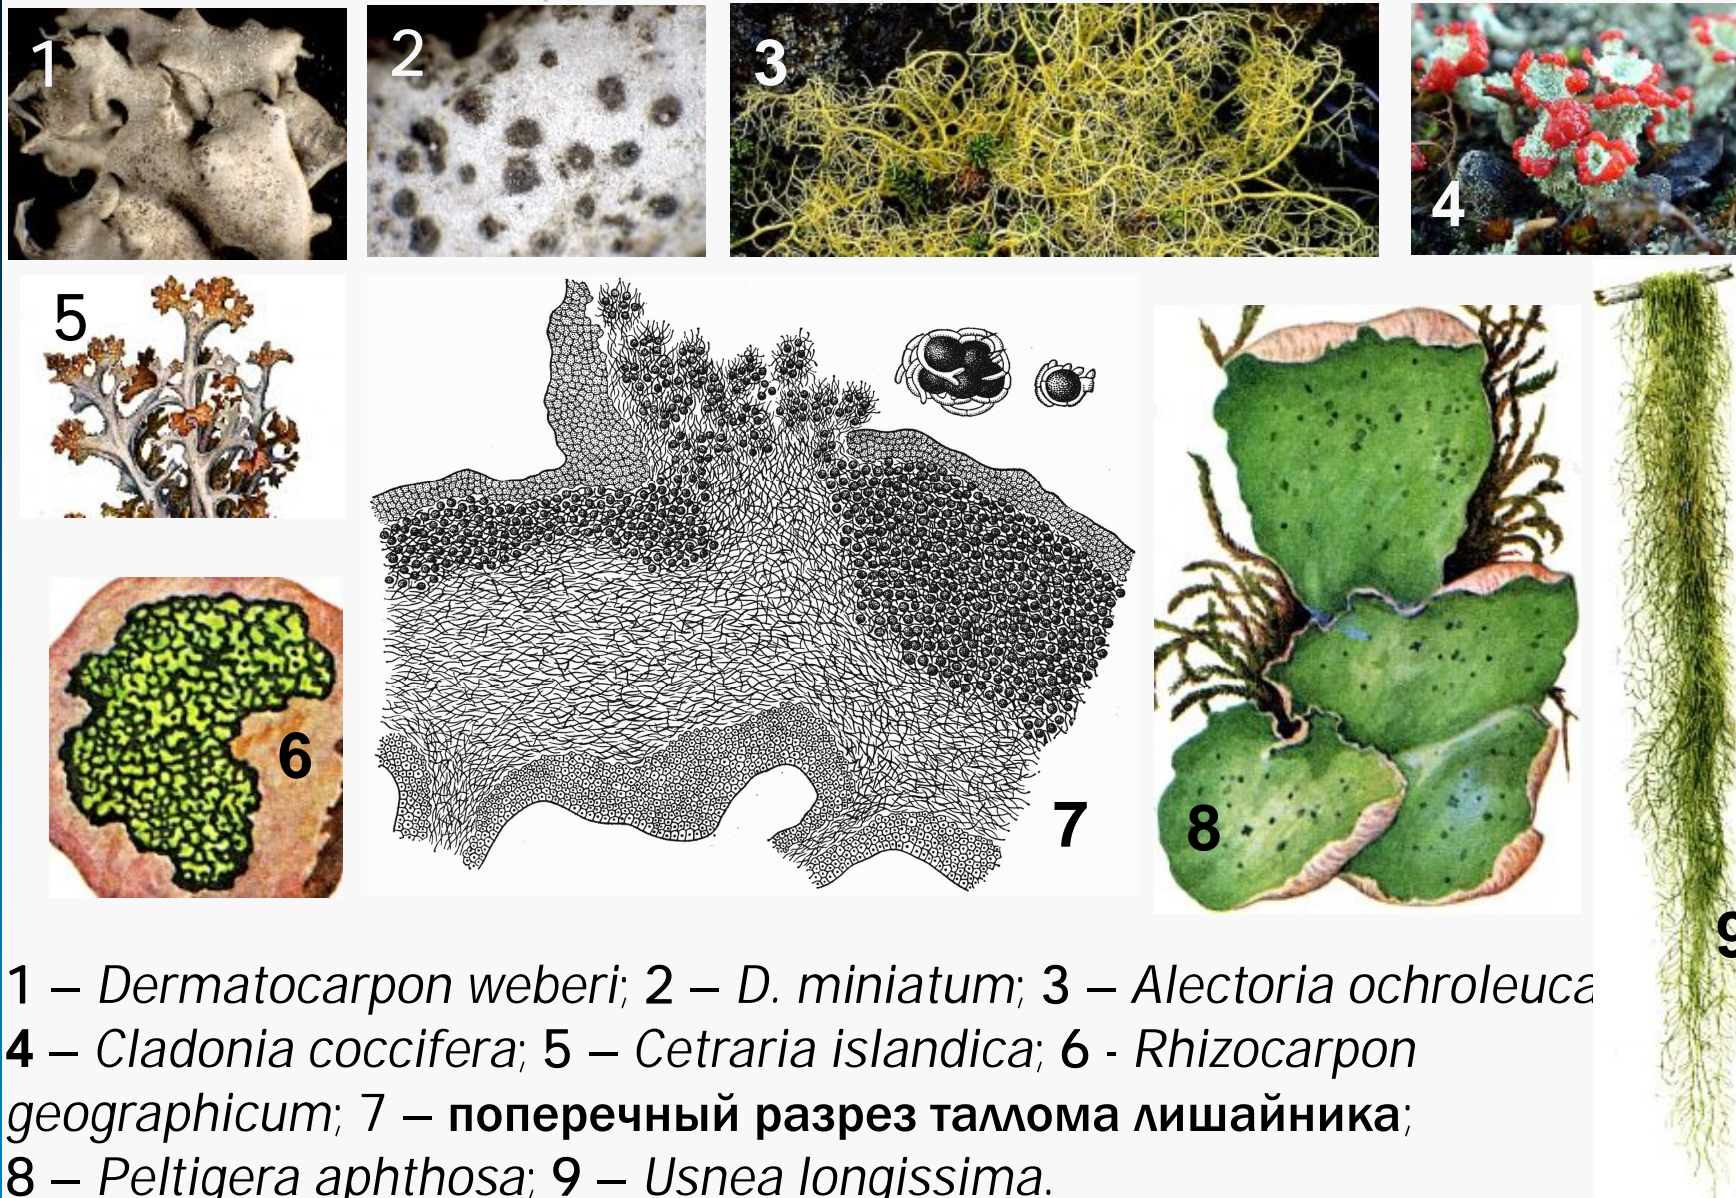 1
2
3
4
5
6
7
8
9
1 – Dermatocarpon weberi; 2 – D. miniatum; 3 – Alectoria ochroleuca
4 – Cladonia coccifera; 5 – Cetraria islandica; 6 - Rhizocarpon
geographicum; 7 – поперечный разрез таллома лишайника;
8 – Peltigera aphthosa; 9 – Usnea longissima.